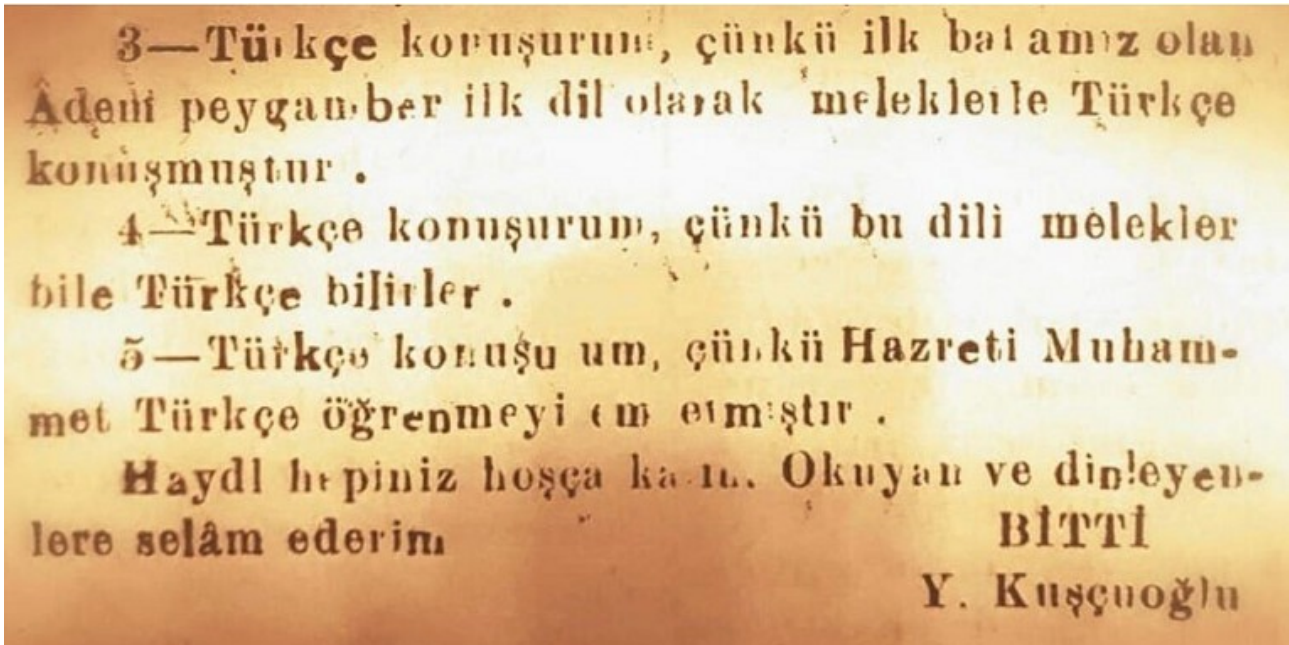 3—Türkçe konuşurum, çünkü ilk babamız olan
Âdem peygamber ilk dil olarak meleklerle Türkçe
konuşmuştur .
4—Türkçe konuşurum, çünkü bu dili melekler
bile Türkçe bilirler .
5—Türkçe konuşurum, çünkü Hazreti Muham-
met Türkçe öğrenmeyi em etmiştir .
Haydi hepiniz hoşça kalın. Okuyan ve dinleyen-
lere selâm ederim
BİTTİ
Y. Kuşçuoğlu